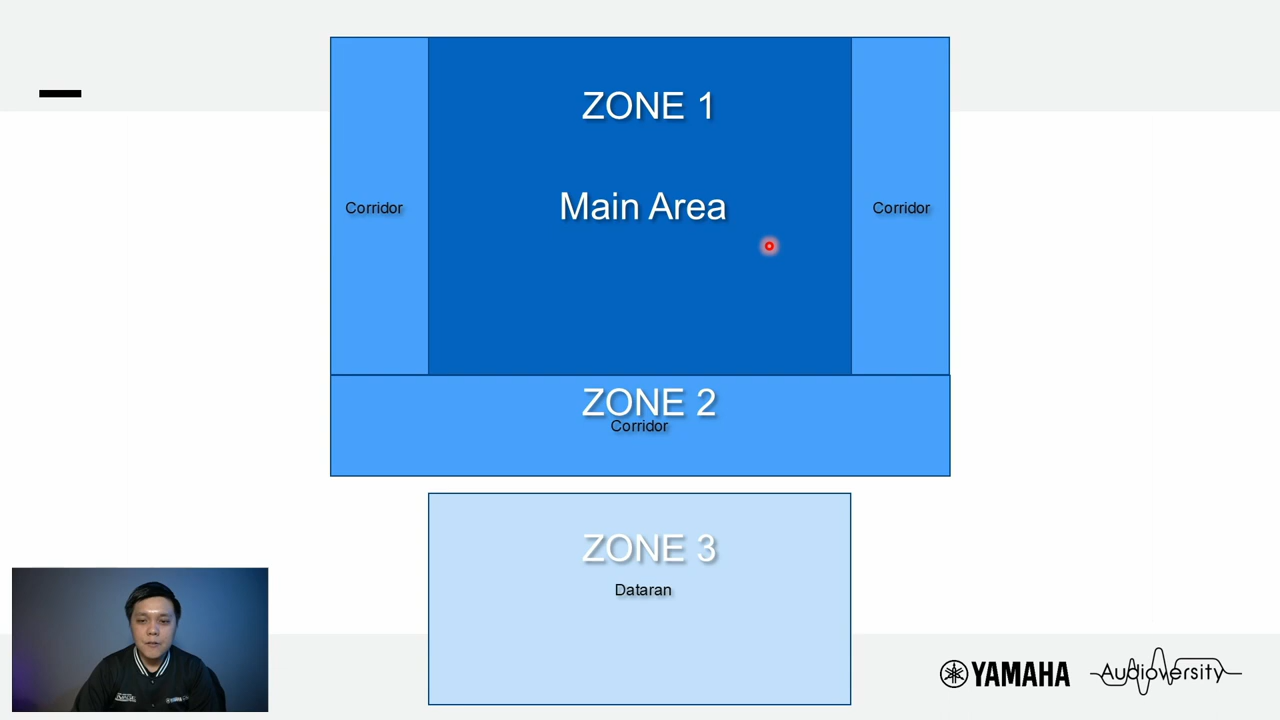 ZONE 1
Main Area
Corridor
Corridor
ZONE 2
Corridor
ZONE 3
Dataran
YAMAHA
Audioversity